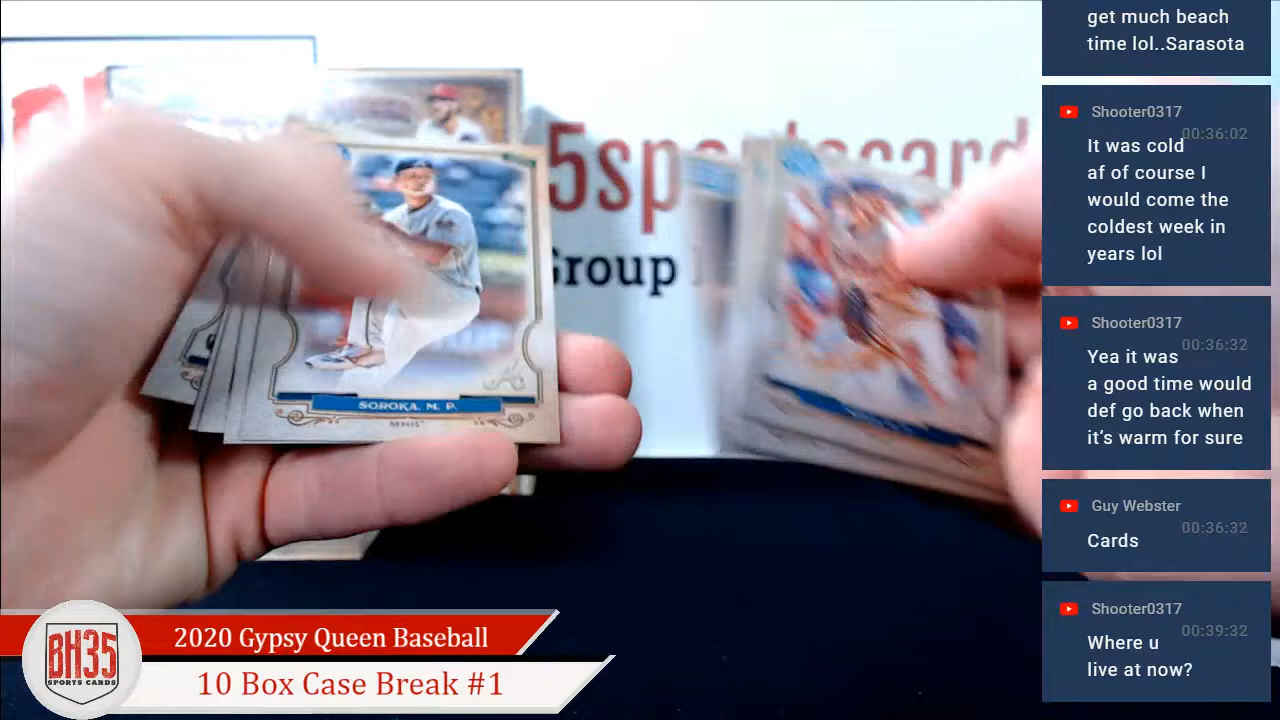 5sportscard
Group
SOROKA, M. P.
BRAVES
BH35
SPORTS CARDS
2020 Gypsy Queen Baseball
10 Box Case Break #1
get much beach
time lol..Sarasota
Shooter0317
00:36:02
It was cold
af of course I
would come the
coldest week in
years lol
Shooter0317
00:36:32
Yea it was
a good time would
def go back when
it’s warm for sure
Guy Webster
00:36:32
Cards
Shooter0317
00:39:32
Where u
live at now?